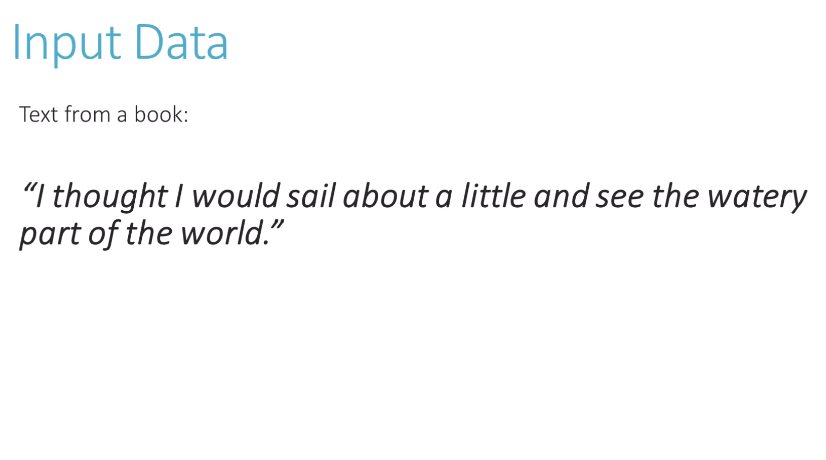 Input Data
Text from a book:
“I thought I would sail about a little and see the watery
part of the world.”